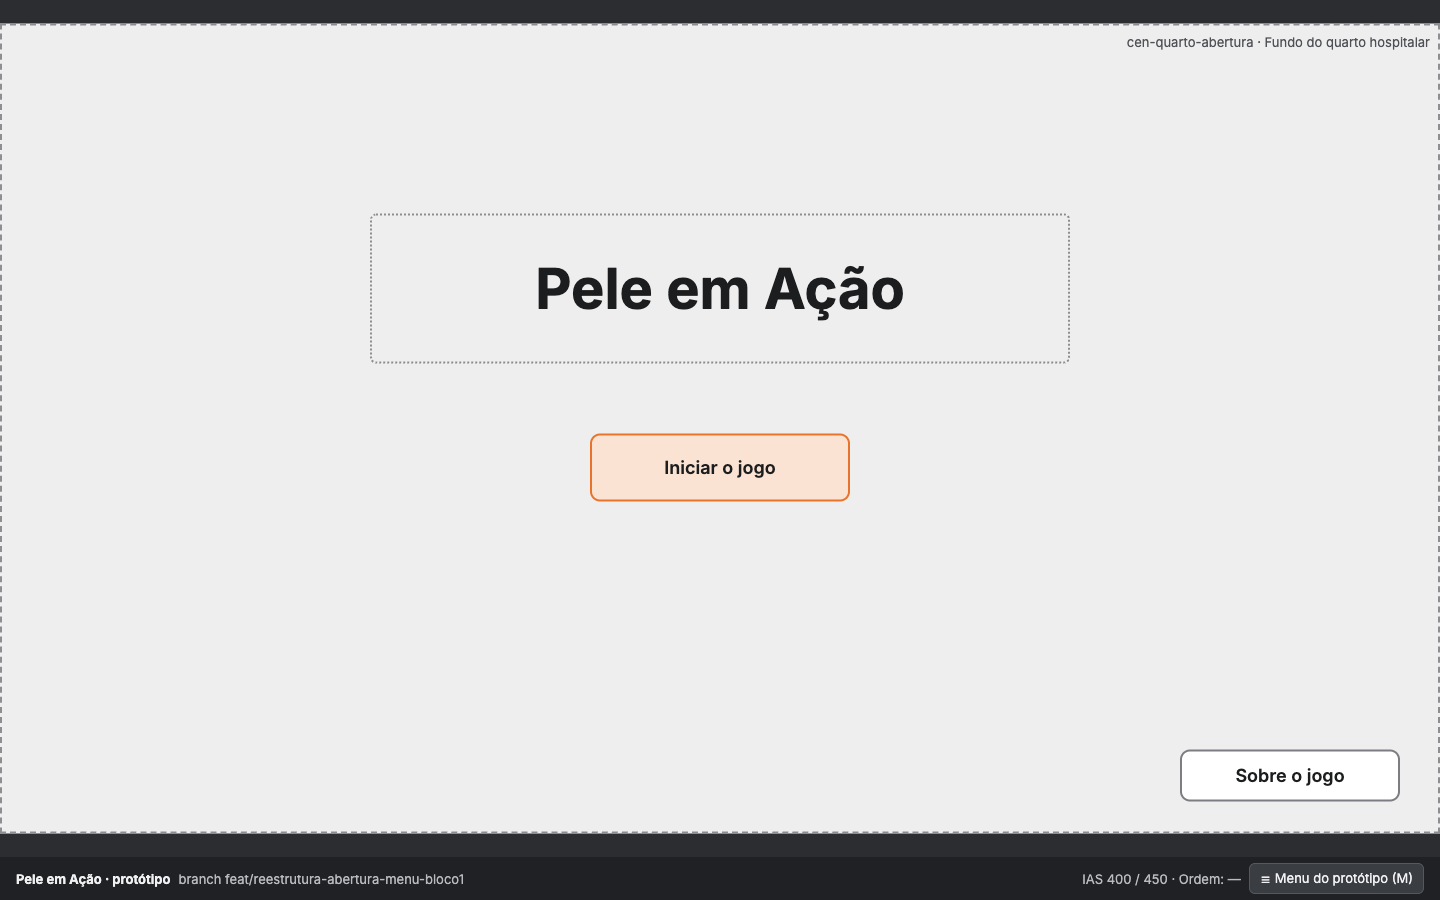 cen-quarto-abertura · Fundo do quarto hospitalar
Pele em Ação
Iniciar o jogo
Sobre o jogo
Pele em Ação · protótipo branch feat/reestrutura-abertura-menu-bloco1 IAS 400 / 450 · Ordem: — ≡ Menu do protótipo (M)